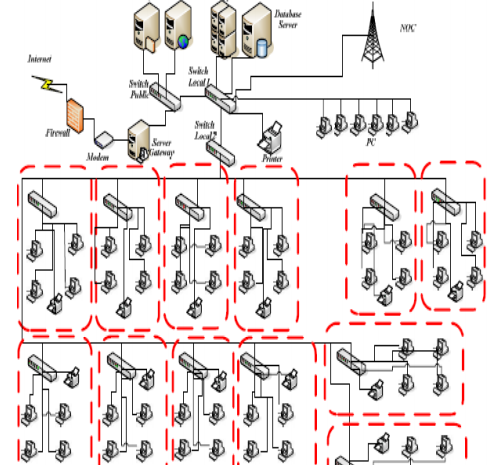 Database
Server
NOC
Internet
Switch
Public
Switch
Local 1
Firewall
Modem
Server
Gateway
Switch
Local
Printer
PC